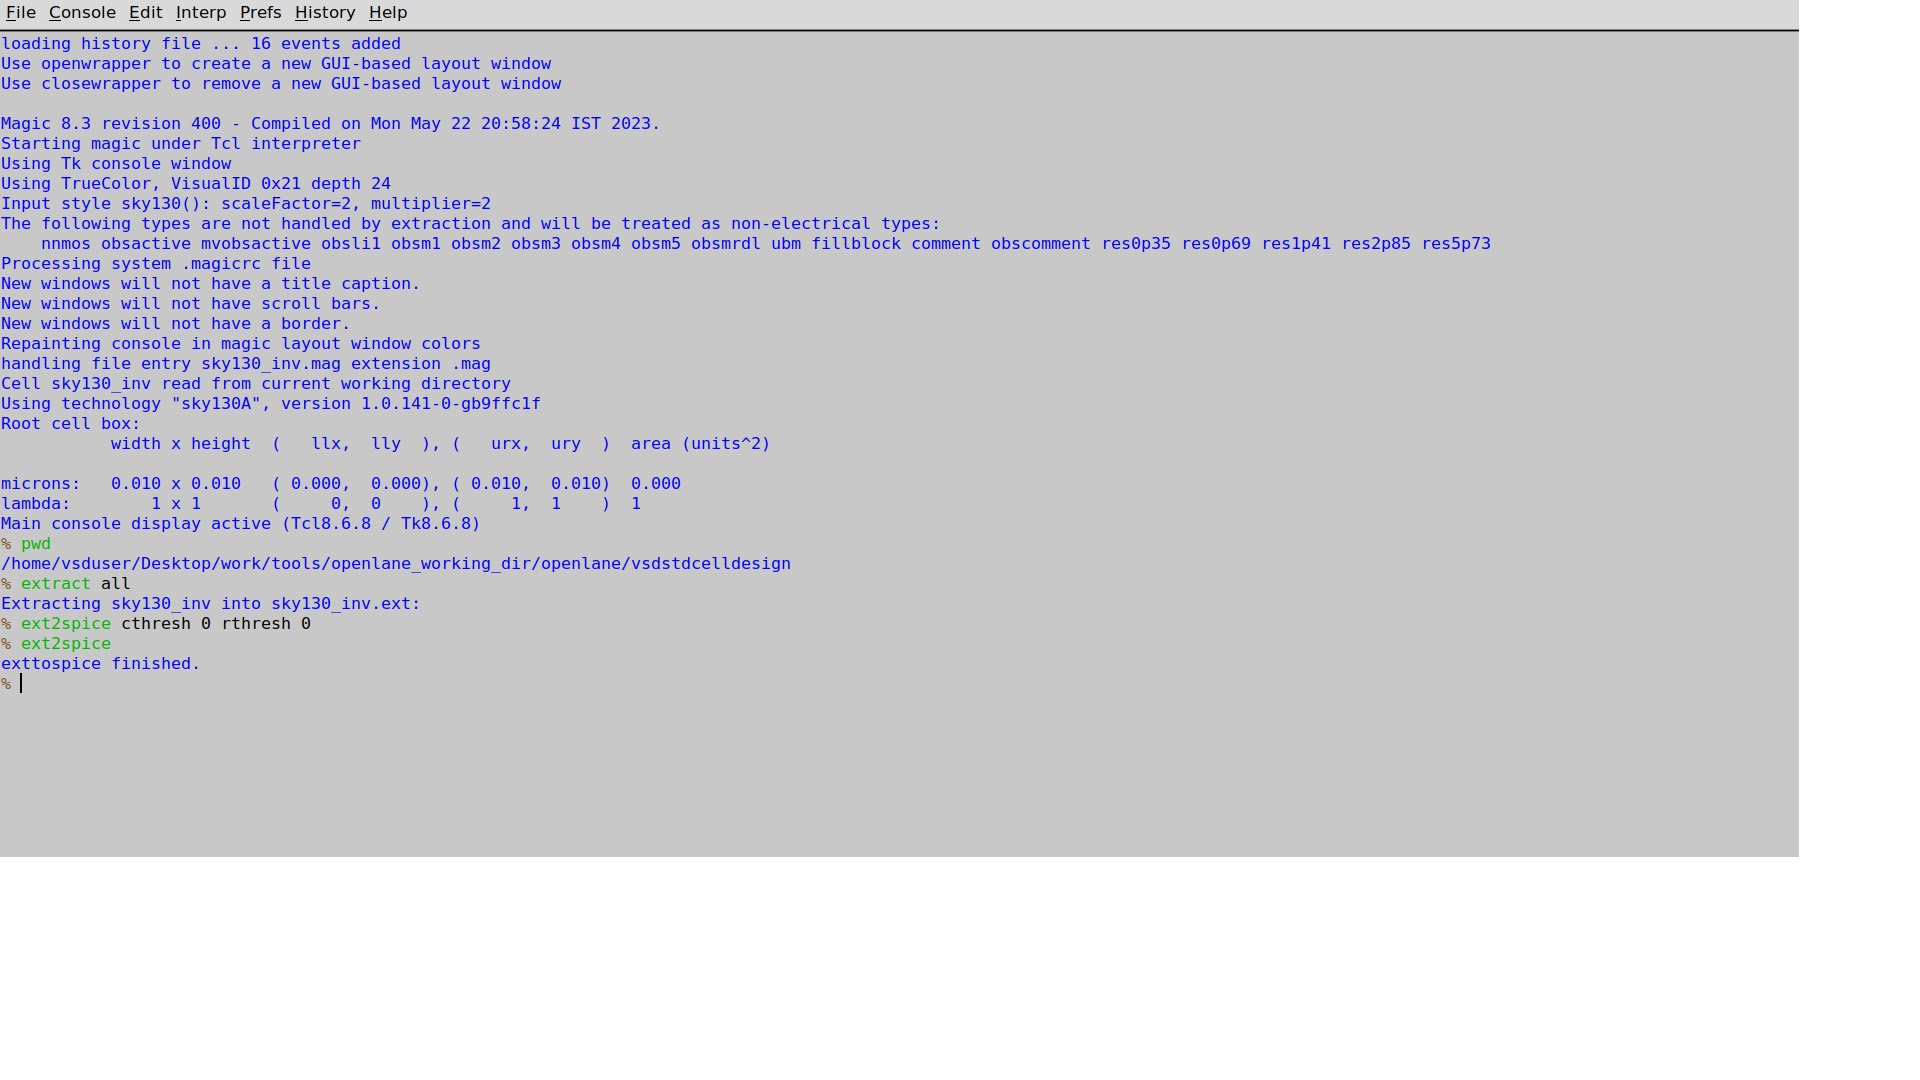 File Console Edit Interp Prefs History Help
loading history file ... 16 events added
Use openwrapper to create a new GUI-based layout window
Use closewrapper to remove a new GUI-based layout window
Magic 8.3 revision 400 - Compiled on Mon May 22 20:58:24 IST 2023.
Starting magic under Tcl interpreter
Using Tk console window
Using TrueColor, VisualID 0x21 depth 24
Input style sky130(): scaleFactor=2, multiplier=2
The following types are not handled by extraction and will be treated as non-electrical types:
    nnmos obsactive mvobsactive obsli1 obsm1 obsm2 obsm3 obsm4 obsm5 obsmrdl ubm fillblock comment obscomment res0p35 res0p69 res1p41 res2p85 res5p73
Processing system .magicrc file
New windows will not have a title caption.
New windows will not have scroll bars.
New windows will not have a border.
Repainting console in magic layout window colors
handling file entry sky130_inv.mag extension .mag
Cell sky130_inv read from current working directory
Using technology "sky130A", version 1.0.141-0-gb9ffc1f
Root cell box:
           width x height  (   llx,  lly  ), (   urx,  ury  )  area (units^2)
microns:   0.010 x 0.010   ( 0.000,  0.000), ( 0.010,  0.010)  0.000
lambda:        1 x 1       (     0,  0    ), (     1,  1    )  1
Main console display active (Tcl8.6.8 / Tk8.6.8)
% pwd
/home/vsduser/Desktop/work/tools/openlane_working_dir/openlane/vsdstdcelldesign
% extract all
Extracting sky130_inv into sky130_inv.ext:
% ext2spice cthresh 0 rthresh 0
% ext2spice
exttospice finished.
%